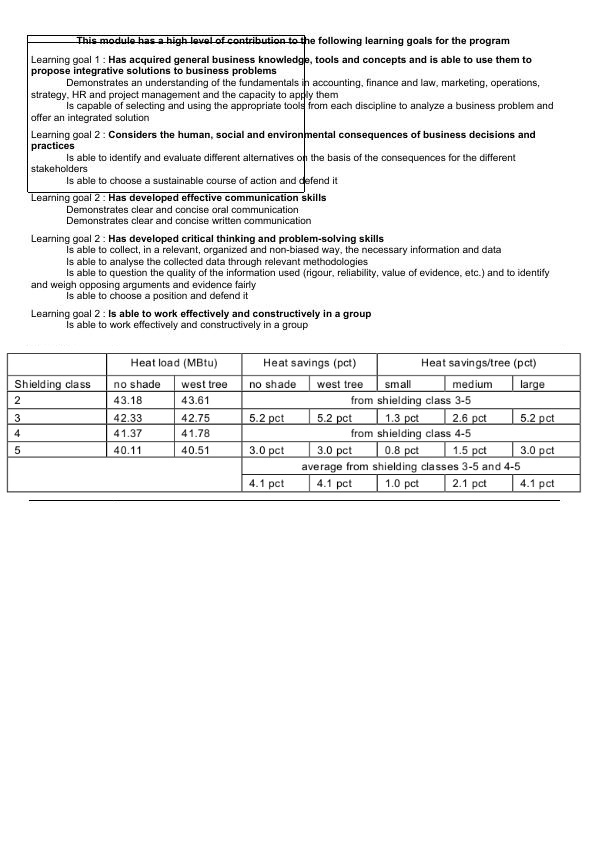 This module has a high level of contribution to the following learning goals for the program
Learning goal 1 : Has acquired general business knowledge, tools and concepts and is able to use them to
propose integrative solutions to business problems
Demonstrates an understanding of the fundamentals in accounting, finance and law, marketing, operations,
strategy, HR and project management and the capacity to apply them
Is capable of selecting and using the appropriate tools from each discipline to analyze a business problem and
offer an integrated solution
Learning goal 2 : Considers the human, social and environmental consequences of business decisions and
practices
Is able to identify and evaluate different alternatives on the basis of the consequences for the different
stakeholders
Is able to choose a sustainable course of action and defend it
Learning goal 2 : Has developed effective communication skills
Demonstrates clear and concise oral communication
Demonstrates clear and concise written communication
Learning goal 2 : Has developed critical thinking and problem-solving skills
Is able to collect, in a relevant, organized and non-biased way, the necessary information and data
Is able to analyse the collected data through relevant methodologies
Is able to question the quality of the information used (rigour, reliability, value of evidence, etc.) and to identify
and weigh opposing arguments and evidence fairly
Is able to choose a position and defend it
Learning goal 2 : Is able to work effectively and constructively in a group
Is able to work effectively and constructively in a group
Heat load (MBtu) Heat savings (pct) Heat savings/tree (pct)
Shielding class no shade west tree no shade west tree small medium large
2 43.18 43.61 from shielding class 3-5
3 42.33 42.75 5.2 pct 5.2 pct 1.3 pct 2.6 pct 5.2 pct
4 41.37 41.78 from shielding class 4-5
5 40.11 40.51 3.0 pct 3.0 pct 0.8 pct 1.5 pct 3.0 pct
average from shielding classes 3-5 and 4-5
4.1 pct 4.1 pct 1.0 pct 2.1 pct 4.1 pct